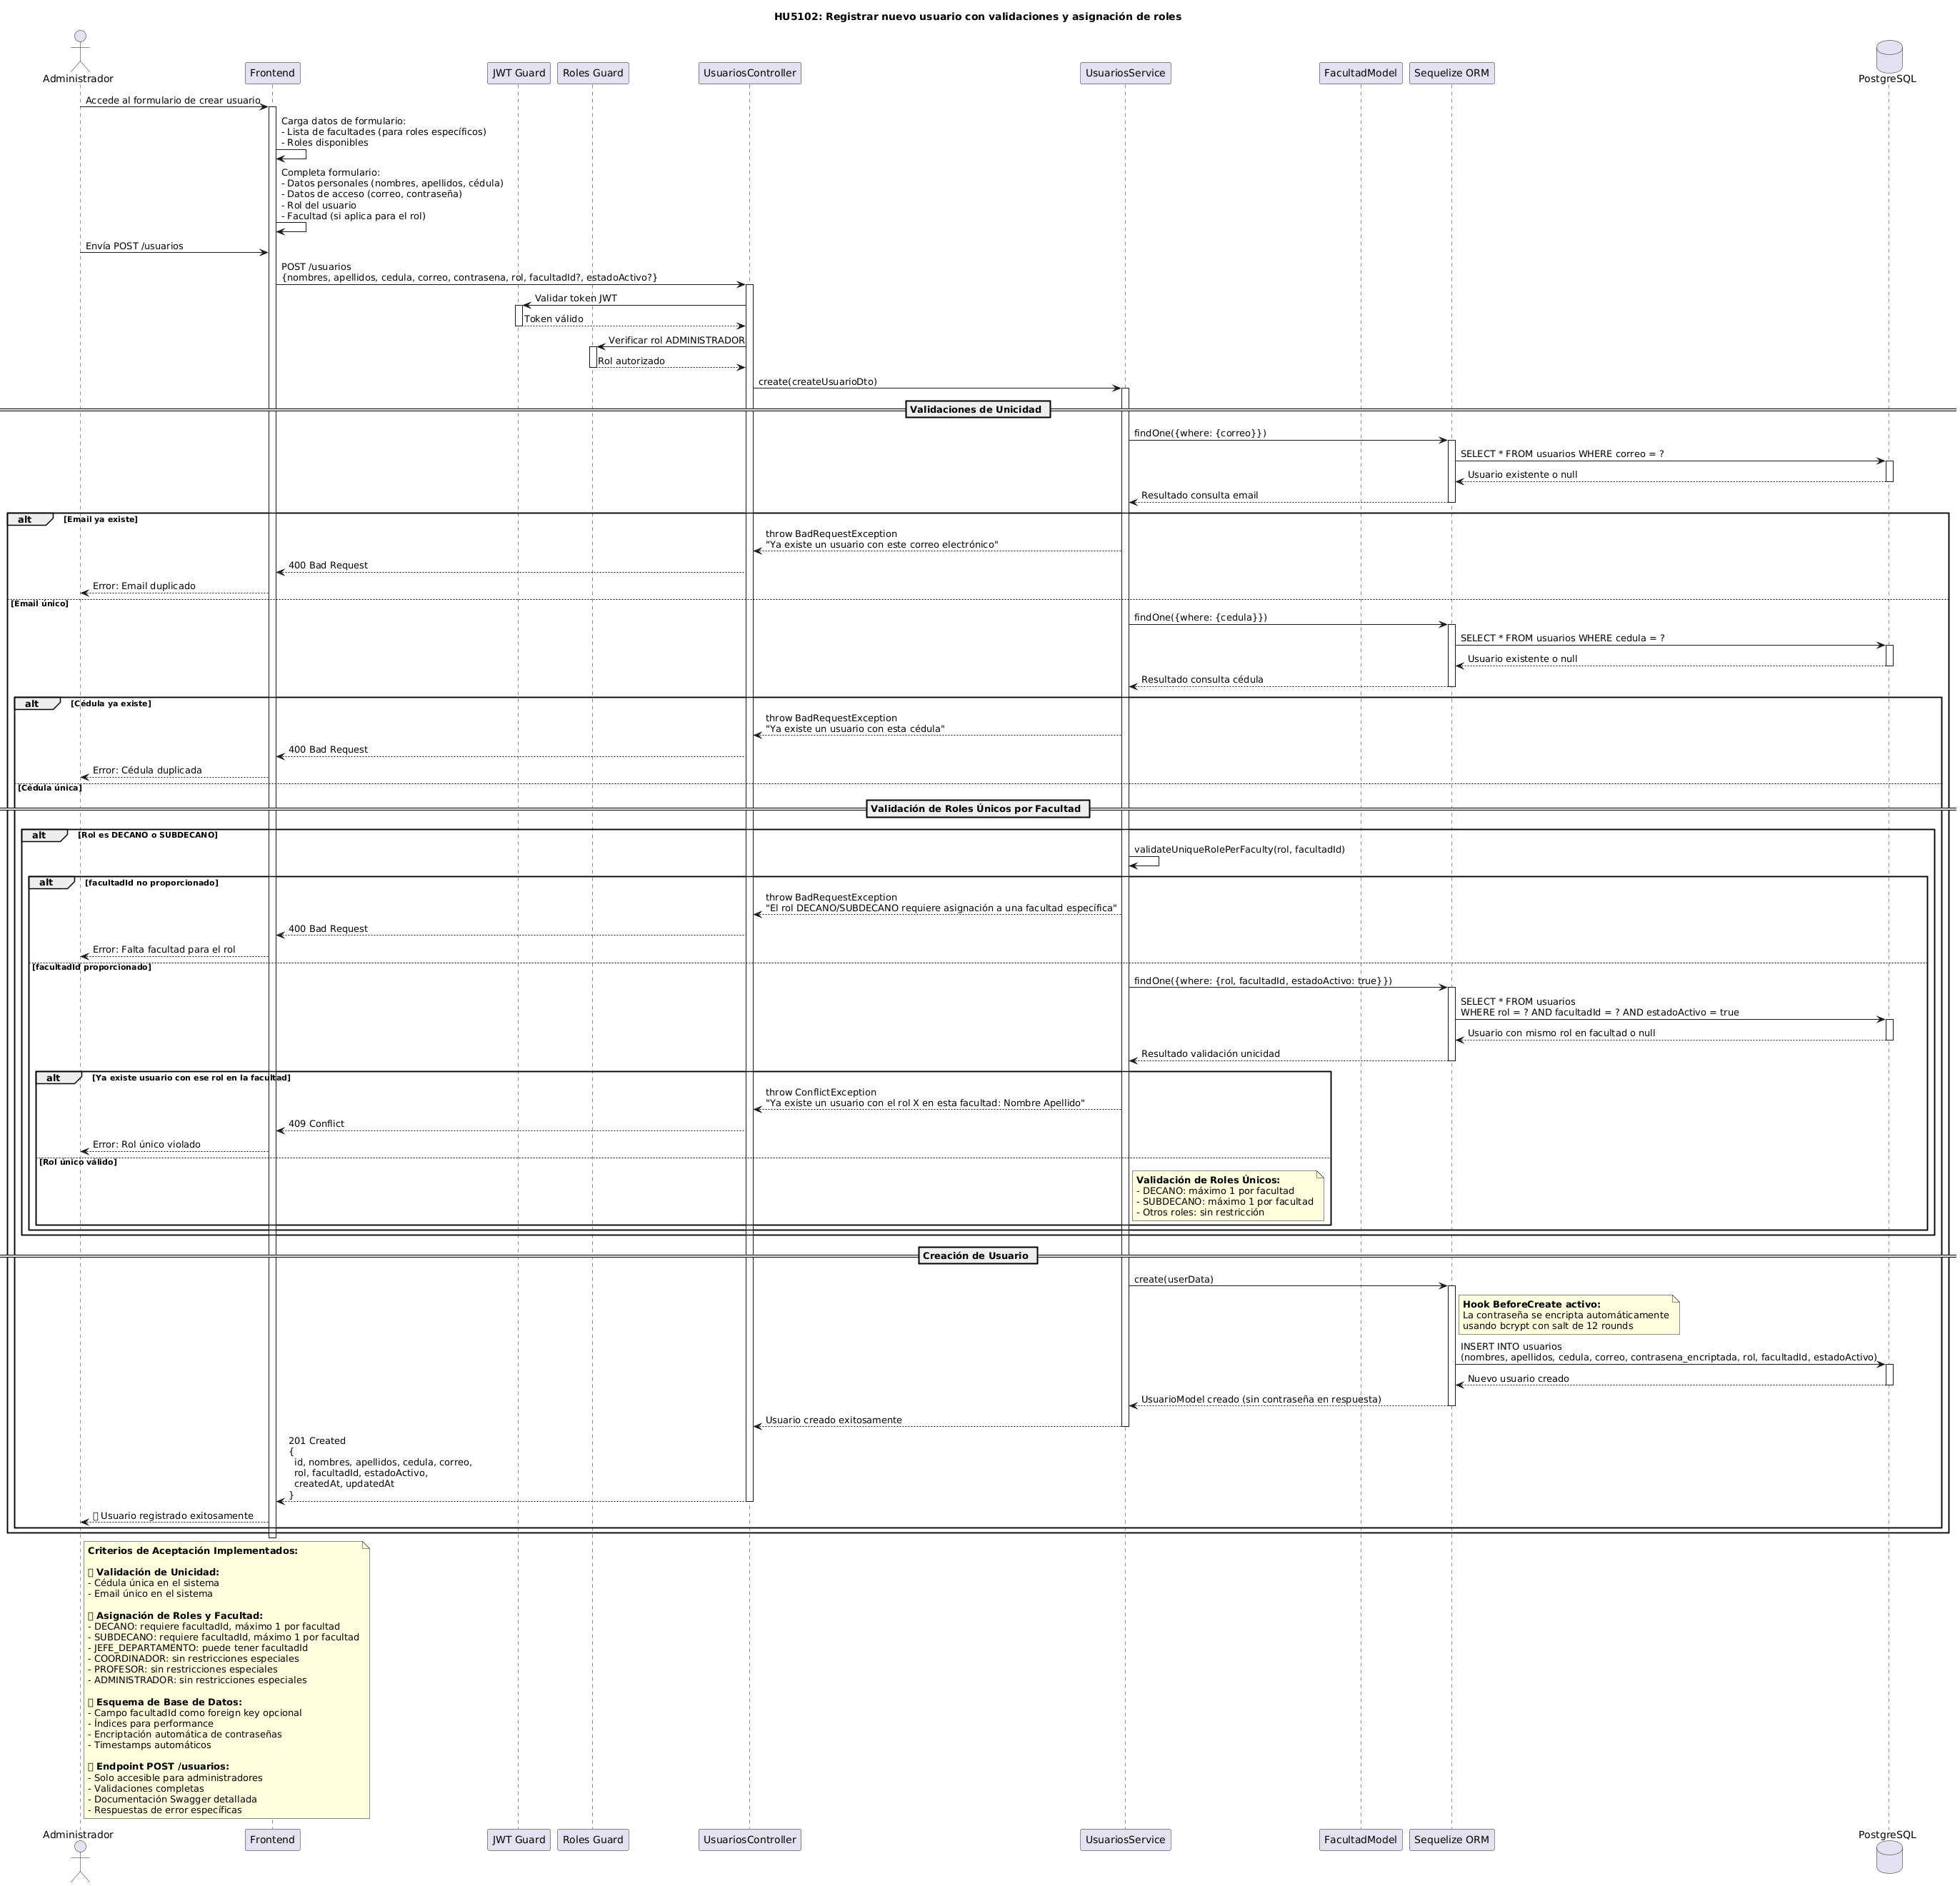 HU5102: Registrar nuevo usuario con validaciones y asignación de roles
Administrador
Frontend
JWT Guard
Roles Guard
UsuariosController
UsuariosService
FacultadModel
Sequelize ORM
PostgreSQL
Accede al formulario de crear usuario
Carga datos de formulario:
- Lista de facultades (para roles específicos)
- Roles disponibles
Completa formulario:
- Datos personales (nombres, apellidos, cédula)
- Datos de acceso (correo, contraseña)
- Rol del usuario
- Facultad (si aplica para el rol)
Envía POST /usuarios
POST /usuarios
{nombres, apellidos, cedula, correo, contrasena, rol, facultadId?, estadoActivo?}
Validar token JWT
Token válido
Verificar rol ADMINISTRADOR
Rol autorizado
create(createUsuarioDto)
Validaciones de Unicidad
findOne({where: {correo}})
SELECT * FROM usuarios WHERE correo = ?
Usuario existente o null
Resultado consulta email
alt [Email ya existe]
throw BadRequestException
"Ya existe un usuario con este correo electrónico"
400 Bad Request
Error: Email duplicado
[Email único]
findOne({where: {cedula}})
SELECT * FROM usuarios WHERE cedula = ?
Usuario existente o null
Resultado consulta cédula
alt [Cédula ya existe]
throw BadRequestException
"Ya existe un usuario con esta cédula"
400 Bad Request
Error: Cédula duplicada
[Cédula única]
Validación de Roles Únicos por Facultad
alt [Rol es DECANO o SUBDECANO]
validateUniqueRolePerFaculty(rol, facultadId)
alt [facultadId no proporcionado]
throw BadRequestException
"El rol DECANO/SUBDECANO requiere asignación a una facultad específica"
400 Bad Request
Error: Falta facultad para el rol
[facultadId proporcionado]
findOne({where: {rol, facultadId, estadoActivo: true}})
SELECT * FROM usuarios
WHERE rol = ? AND facultadId = ? AND estadoActivo = true
Usuario con mismo rol en facultad o null
Resultado validación unicidad
alt [Ya existe usuario con ese rol en la facultad]
throw ConflictException
"Ya existe un usuario con el rol X en esta facultad: Nombre Apellido"
409 Conflict
Error: Rol único violado
[Rol único válido]
Validación de Roles Únicos:
- DECANO: máximo 1 por facultad
- SUBDECANO: máximo 1 por facultad
- Otros roles: sin restricción
Creación de Usuario
create(userData)
Hook BeforeCreate activo:
La contraseña se encripta automáticamente
usando bcrypt con salt de 12 rounds
INSERT INTO usuarios
(nombres, apellidos, cedula, correo, contrasena_encriptada, rol, facultadId, estadoActivo)
Nuevo usuario creado
UsuarioModel creado (sin contraseña en respuesta)
Usuario creado exitosamente
201 Created
{
id, nombres, apellidos, cedula, correo,
rol, facultadId, estadoActivo,
createdAt, updatedAt
}
Usuario registrado exitosamente
Criterios de Aceptación Implementados:
Validación de Unicidad:
- Cédula única en el sistema
- Email único en el sistema
Asignación de Roles y Facultad:
- DECANO: requiere facultadId, máximo 1 por facultad
- SUBDECANO: requiere facultadId, máximo 1 por facultad
- JEFE_DEPARTAMENTO: puede tener facultadId
- COORDINADOR: sin restricciones especiales
- PROFESOR: sin restricciones especiales
- ADMINISTRADOR: sin restricciones especiales
Esquema de Base de Datos:
- Campo facultadId como foreign key opcional
- Índices para performance
- Encriptación automática de contraseñas
- Timestamps automáticos
Endpoint POST /usuarios:
- Solo accesible para administradores
- Validaciones completas
- Documentación Swagger detallada
- Respuestas de error específicas
Administrador
Frontend
JWT Guard
Roles Guard
UsuariosController
UsuariosService
FacultadModel
Sequelize ORM
PostgreSQL